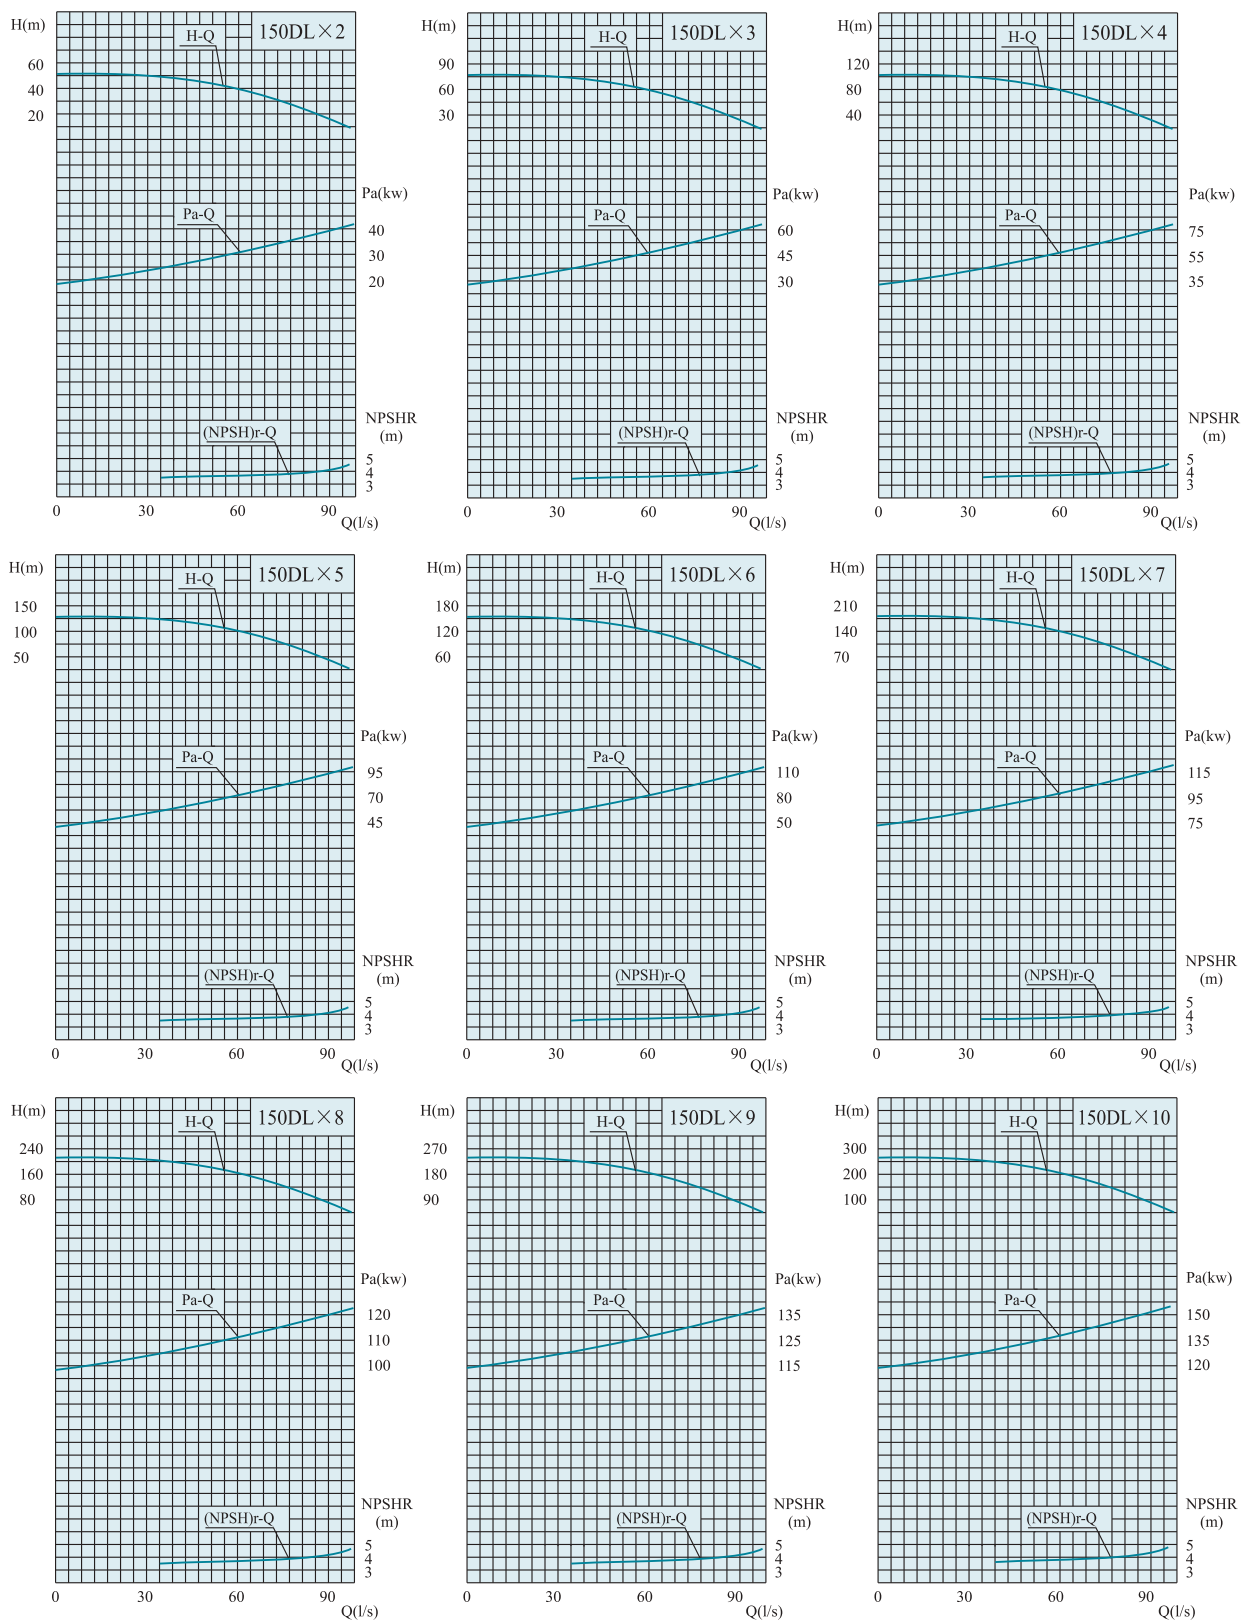 H(m)
H-Q
150DL×2
60
40
20
Pa(kw)
Pa-Q
40
30
20
NPSHR
(m)
(NPSH)r-Q
5
4
3
0 30 60 90
Q(l/s)
H(m)
H-Q
150DL×3
90
60
30
Pa(kw)
Pa-Q
60
45
30
NPSHR
(m)
(NPSH)r-Q
5
4
3
0 30 60 90
Q(l/s)
H(m)
H-Q
150DL×4
120
80
40
Pa(kw)
Pa-Q
75
55
35
NPSHR
(m)
(NPSH)r-Q
5
4
3
0 30 60 90
Q(l/s)
H(m)
H-Q
150DL×5
150
100
50
Pa(kw)
Pa-Q
95
70
45
NPSHR
(m)
(NPSH)r-Q
5
4
3
0 30 60 90
Q(l/s)
H(m)
H-Q
150DL×6
180
120
60
Pa(kw)
Pa-Q
110
80
50
NPSHR
(m)
(NPSH)r-Q
5
4
3
0 30 60 90
Q(l/s)
H(m)
H-Q
150DL×7
210
140
70
Pa(kw)
Pa-Q
115
95
75
NPSHR
(m)
(NPSH)r-Q
5
4
3
0 30 60 90
Q(l/s)
H(m)
H-Q
150DL×8
240
160
80
Pa(kw)
Pa-Q
120
110
100
NPSHR
(m)
(NPSH)r-Q
5
4
3
0 30 60 90
Q(l/s)
H(m)
H-Q
150DL×9
270
180
90
Pa(kw)
Pa-Q
135
125
115
NPSHR
(m)
(NPSH)r-Q
5
4
3
0 30 60 90
Q(l/s)
H(m)
H-Q
150DL×10
300
200
100
Pa(kw)
Pa-Q
150
135
120
NPSHR
(m)
(NPSH)r-Q
5
4
3
0 30 60 90
Q(l/s)